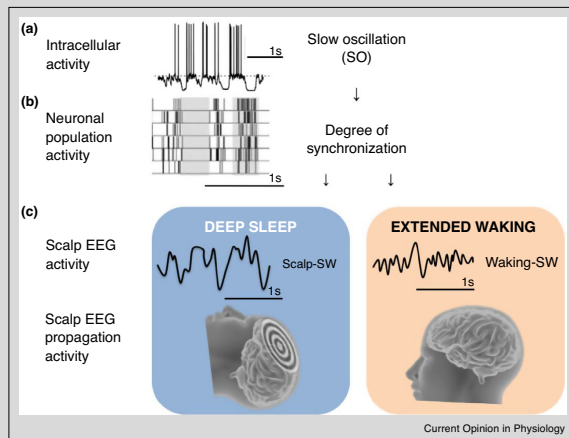 (a)
Intracellular
activity
1s
Slow oscillation
(SO)
↓
(b)
Neuronal
population
activity
1s
Degree of
synchronization
↓ ↓
(c)
DEEP SLEEP
EXTENDED WAKING
Scalp EEG
activity
Scalp-SW
1s
Waking-SW
1s
Scalp EEG
propagation
activity
Current Opinion in Physiology